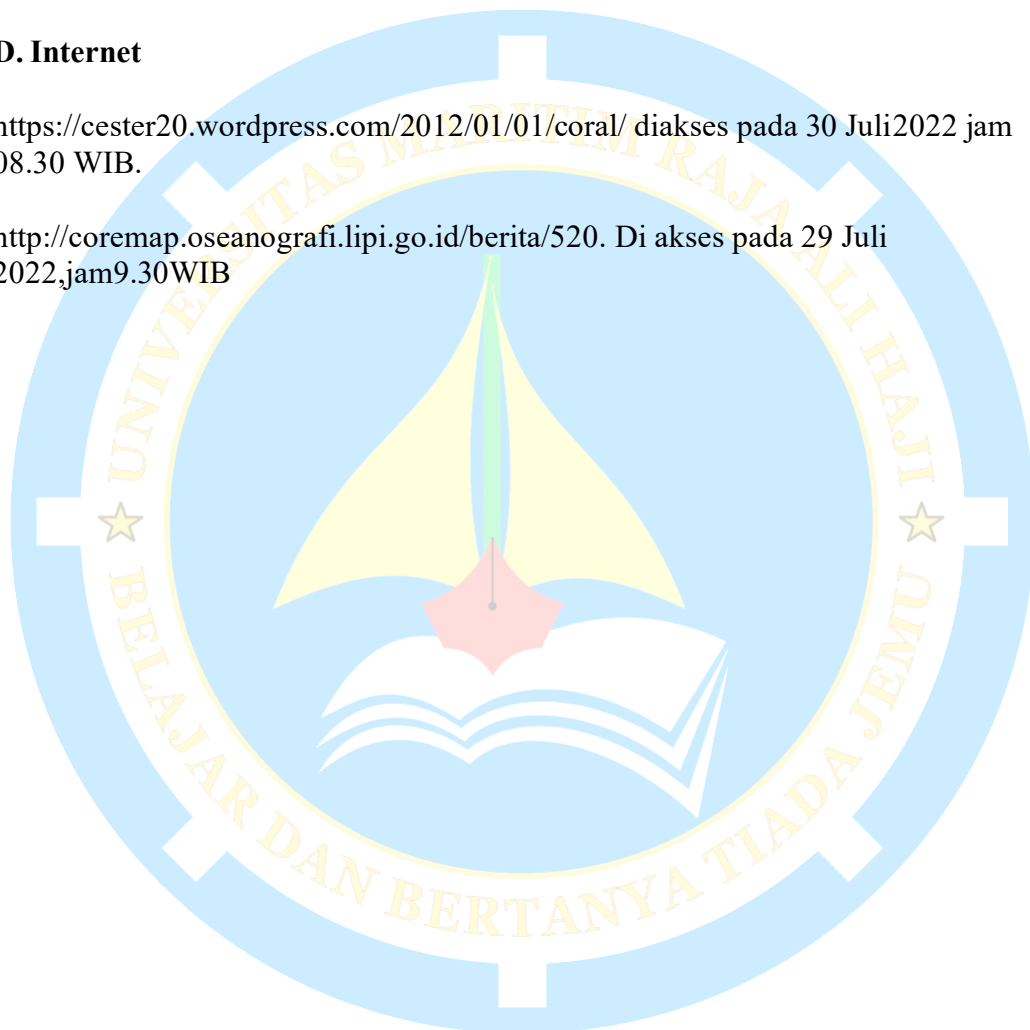 D. Internet
https://cester20.wordpress.com/2012/01/01/coral/ diakses pada 30 Juli2022 jam
08.30 WIB.
http://coremap.oseanografi.lipi.go.id/berita/520. Di akses pada 29 Juli
2022,jam9.30WIB
UNIVERSITAS MARITIM RAJA ALI HAJI
BELAJAR DAN BERTANYA TIADA JEMU